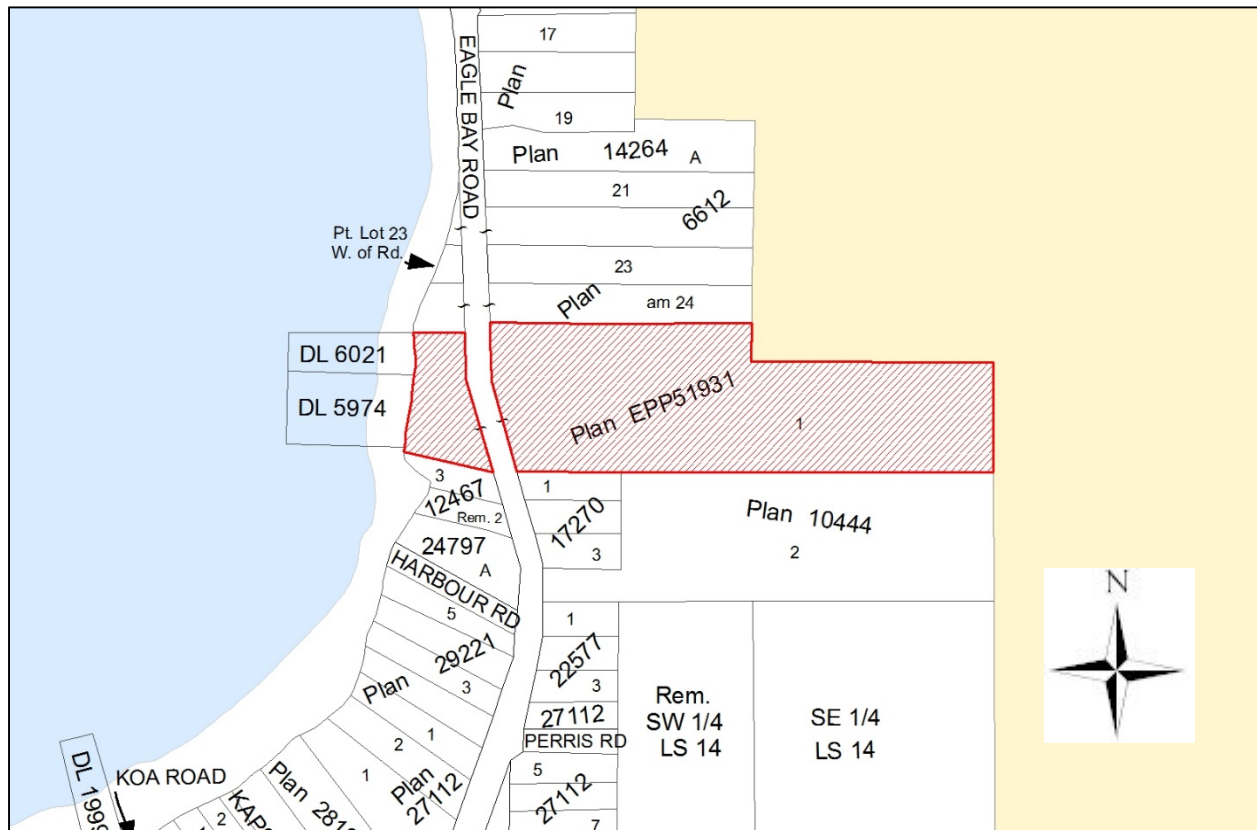 17
EAGLE BAY ROAD
Plan
19
Plan 14264 A
21
6612
Pt. Lot 23
W. of Rd.
23
Plan
am 24
DL 6021
DL 5974
Plan EPP51931
1
3
12467
Rem. 2
1
17270
3
Plan 10444
2
24797
A
HARBOUR RD
5
29221
Plan
3
1
2
1
Plan
27112
1
22577
3
27112
PERRIS RD
5
27112
7
Rem.
SW 1/4
LS 14
SE 1/4
LS 14
N
DL 1999
KOA ROAD
2
Plan